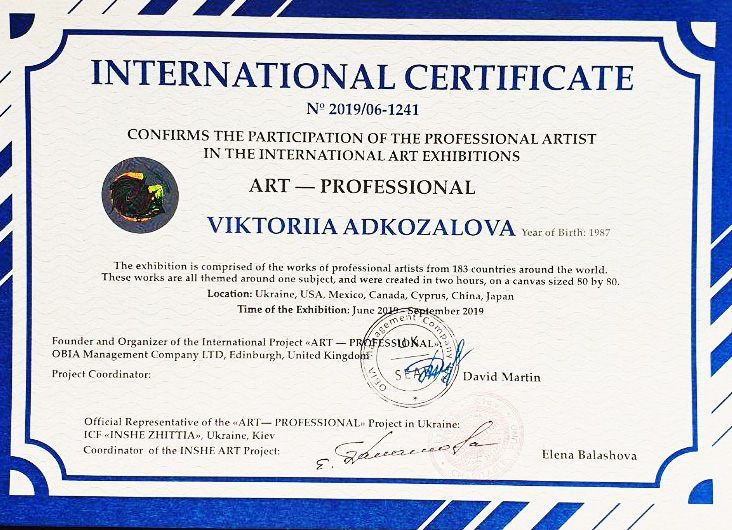 INTERNATIONAL CERTIFICATE
Nº 2019/06-1241
CONFIRMS THE PARTICIPATION OF THE PROFESSIONAL ARTIST
IN THE INTERNATIONAL ART EXHIBITIONS
ART — PROFESSIONAL
VIKTORIIA ADKOZALOVA Year of Birth: 1987
The exhibition is comprised of the works of professional artists from 183 countries around the world.
These works are all themed around one subject, and were created in two hours, on a canvas sized 80 by 80.
Location: Ukraine, USA, Mexico, Canada, Cyprus, China, Japan
Time of the Exhibition: June 2019 - September 2019
Founder and Organizer of the International Project «ART — PROFESSIONAL»:
OBIA Management Company LTD, Edinburgh, United Kingdom
OBIA Management Company
UK
SEAL
Project Coordinator:
David Martin
Official Representative of the «ART— PROFESSIONAL» Project in Ukraine:
ICF «INSHE ZHITTIA», Ukraine, Kiev
Coordinator of the INSHE ART Project:
Elena Balashova